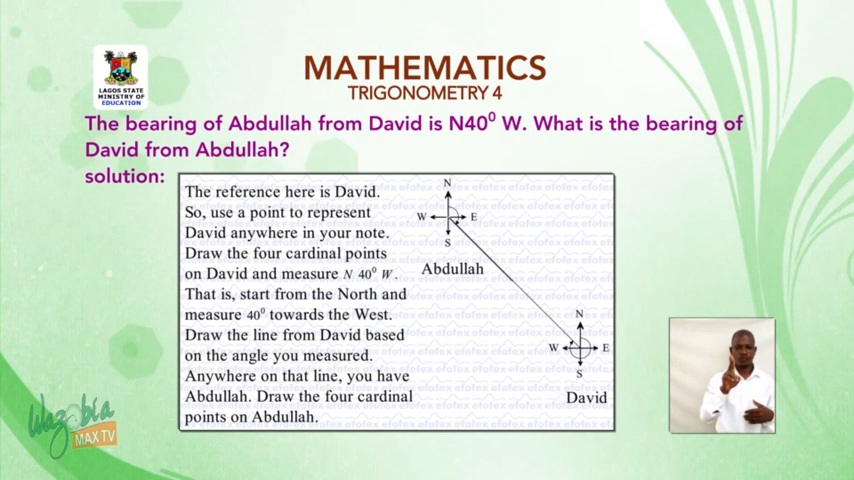 LAGOS STATE
MINISTRY OF
EDUCATION
MATHEMATICS
TRIGONOMETRY 4
The bearing of Abdullah from David is N40⁰ W. What is the bearing of
David from Abdullah?
solution:
The reference here is David.
So, use a point to represent
David anywhere in your note.
Draw the four cardinal points
on David and measure N 40⁰ W.
That is, start from the North and
measure 40⁰ towards the West.
Draw the line from David based
on the angle you measured.
Anywhere on that line, you have
Abdullah. Draw the four cardinal
points on Abdullah.
N
W E
S
Abdullah
N
W E
S
David
Wazobia
MAX TV